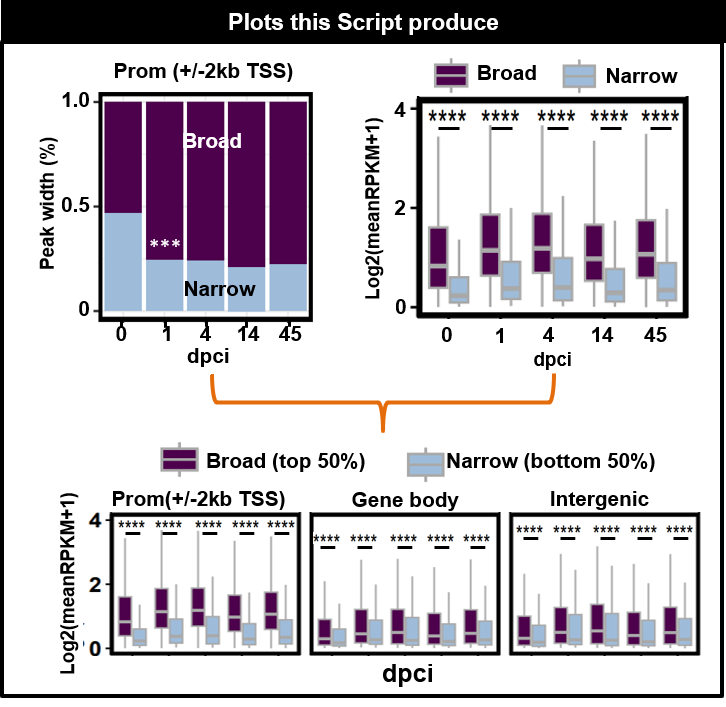 Plots this Script produce
Prom (+/-2kb TSS)
Peak width (%)
1.0
0.5
0
Broad
***
Narrow
0 1 4 14 45
dpci
Broad Narrow
Log2(meanRPKM+1)
4
2
0
**** **** **** **** ****
0 1 4 14 45
dpci
Broad (top 50%) Narrow (bottom 50%)
Prom(+/-2kb TSS) Gene body Intergenic
Log2(meanRPKM+1)
4
2
0
**** **** **** **** ****
**** **** **** **** ****
**** **** **** **** ****
dpci